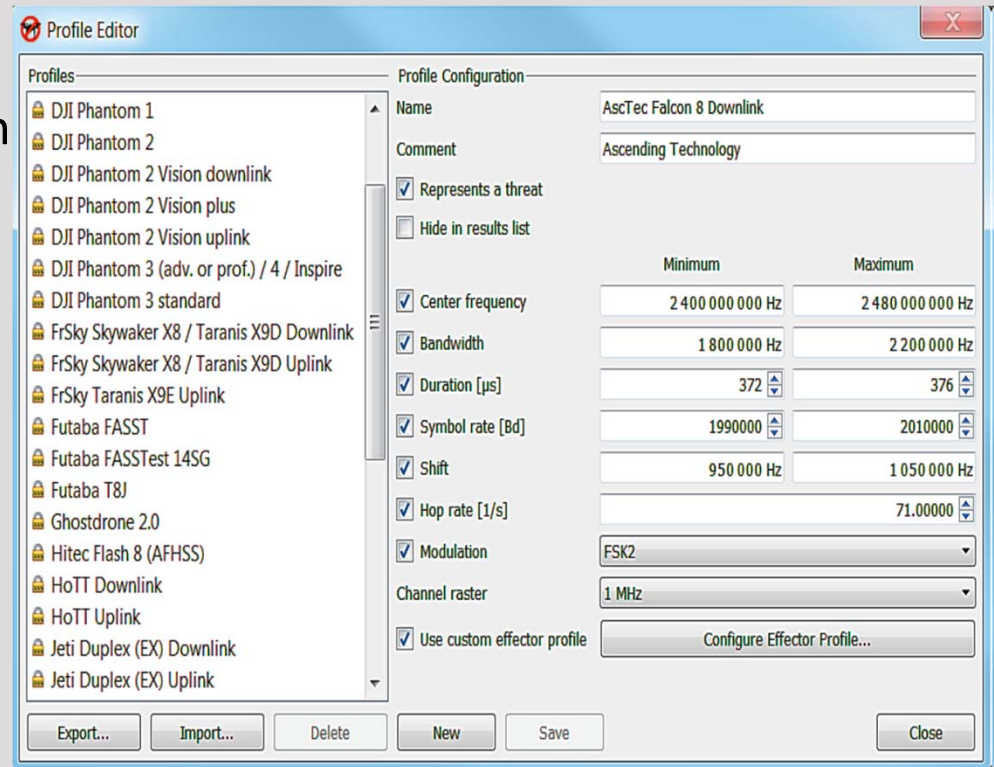 Profile Editor
X
Profiles
DJI Phantom 1
DJI Phantom 2
DJI Phantom 2 Vision downlink
DJI Phantom 2 Vision plus
DJI Phantom 2 Vision uplink
DJI Phantom 3 (adv. or prof.) / 4 / Inspire
DJI Phantom 3 standard
FrSky Skywaker X8 / Taranis X9D Downlink
FrSky Skywaker X8 / Taranis X9D Uplink
FrSky Taranis X9E Uplink
Futaba FASST
Futaba FASSTest 14SG
Futaba T8J
Ghostdrone 2.0
Hitec Flash 8 (AFHSS)
HoTT Downlink
HoTT Uplink
Jeti Duplex (EX) Downlink
Jeti Duplex (EX) Uplink
Export... Import... Delete
Profile Configuration
Name AscTec Falcon 8 Downlink
Comment Ascending Technology
Represents a threat
Hide in results list
Minimum Maximum
Center frequency 2 400 000 000 Hz 2 480 000 000 Hz
Bandwidth 1 800 000 Hz 2 200 000 Hz
Duration [µs] 372 376
Symbol rate [Bd] 1990000 2010000
Shift 950 000 Hz 1 050 000 Hz
Hop rate [1/s] 71.00000
Modulation FSK2
Channel raster 1 MHz
Use custom effector profile Configure Effector Profile...
New Save Close